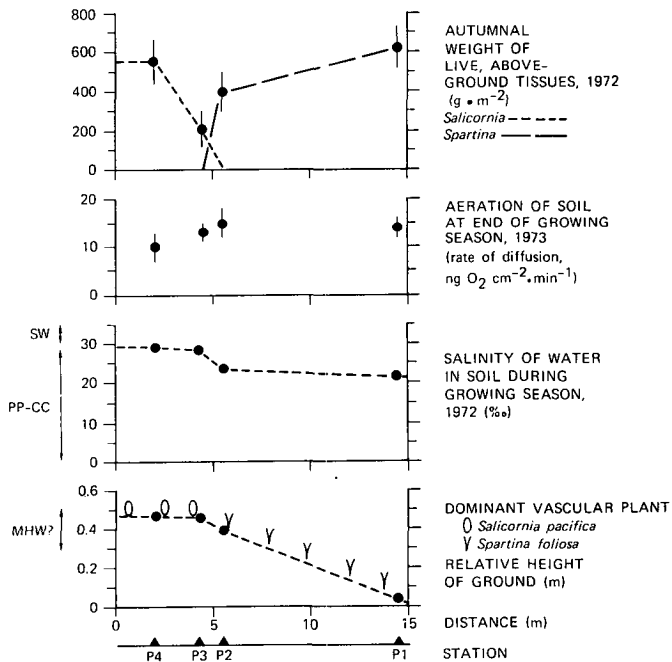 800
600
400
200
0
AUTUMNAL
WEIGHT OF
LIVE, ABOVE-
GROUND TISSUES, 1972
(g • m⁻²)
Salicornia
Spartina
20
15
10
0
AERATION OF SOIL
AT END OF GROWING
SEASON, 1973
(rate of diffusion,
ng O₂ cm⁻²•min⁻¹)
SW
PP-CC
30
20
10
0
SALINITY OF WATER
IN SOIL DURING
GROWING SEASON,
1972 (‰)
MHW?
0.6
0.4
0.2
0
DOMINANT VASCULAR PLANT
Salicornia pacifica
Spartina foliosa
RELATIVE HEIGHT
OF GROUND (m)
0 5 10 15 DISTANCE (m)
P4 P3 P2 P1 STATION